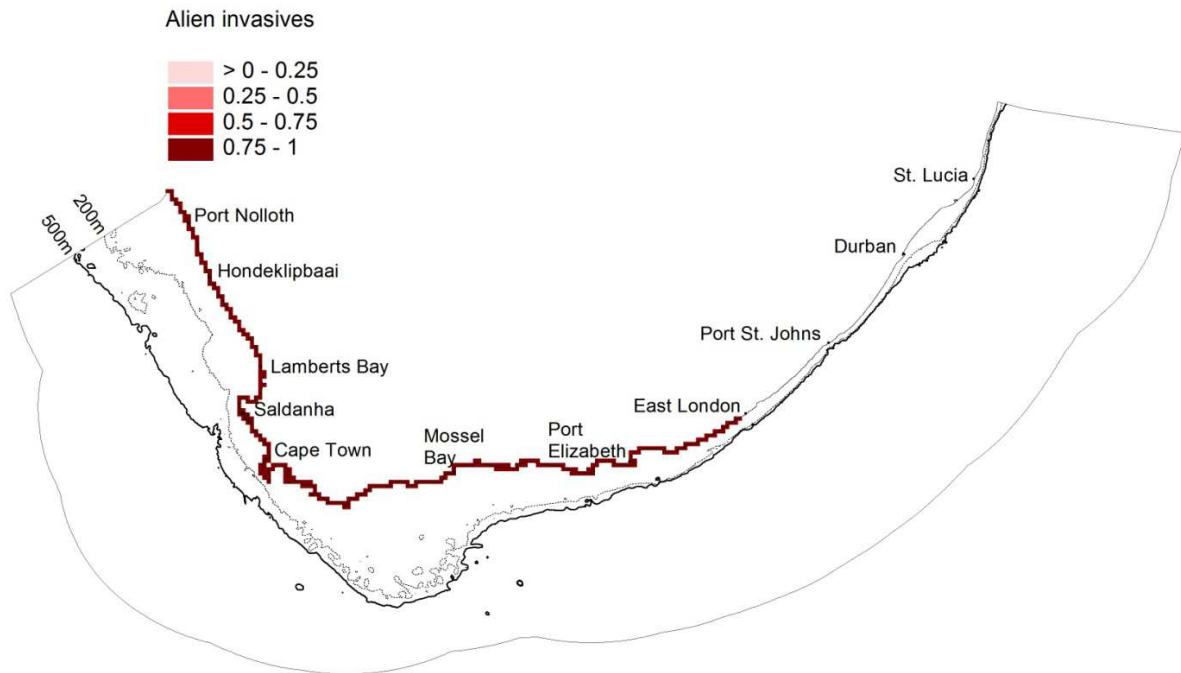 Alien invasives
> 0 - 0.25
0.25 - 0.5
0.5 - 0.75
0.75 - 1
St. Lucia
200m
Port Nolloth
500m
Durban
Hondeklipbaai
Port St. Johns
Lamberts Bay
Saldanha
East London
Cape Town
Mossel
Bay
Port
Elizabeth